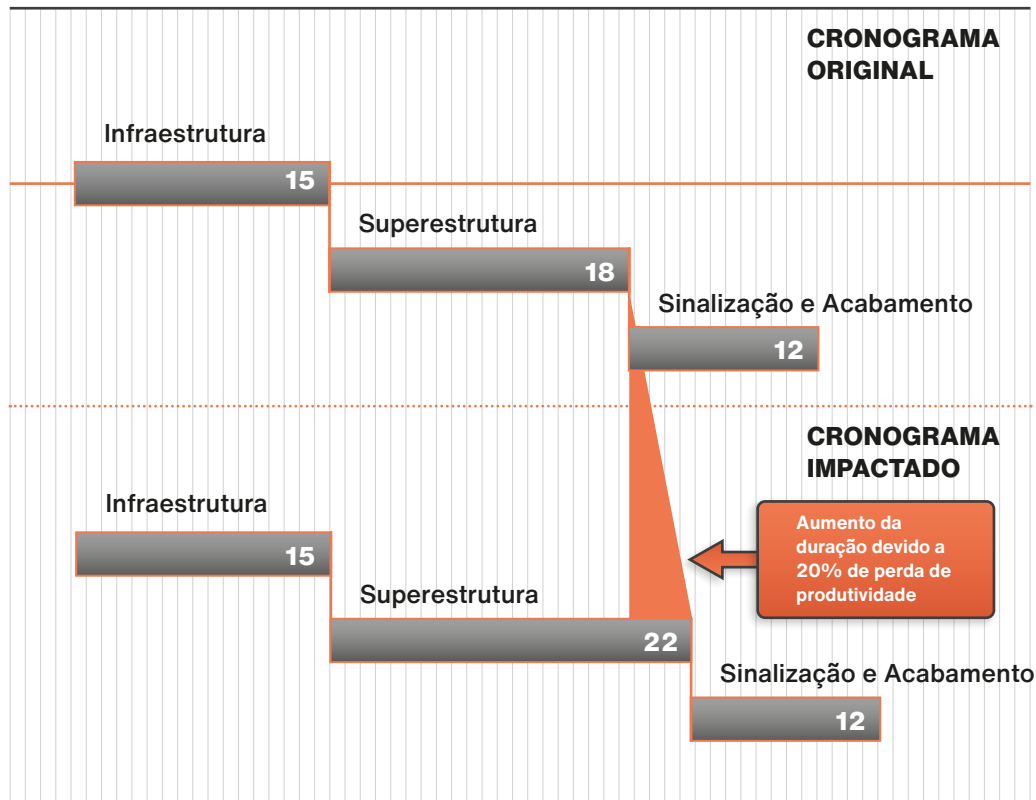 CRONOGRAMA
ORIGINAL
Infraestrutura
15
Superestrutura
18
Sinalização e Acabamento
12
CRONOGRAMA
IMPACTADO
Infraestrutura
15
Aumento da
duração devido a
20% de perda de
produtividade
Superestrutura
22
Sinalização e Acabamento
12